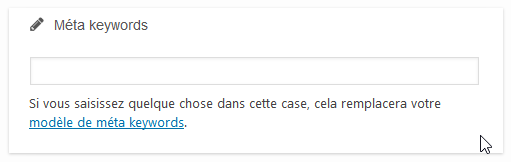 Méta keywords
Si vous saisissez quelque chose dans cette case, cela remplacera votre
modèle de méta keywords.